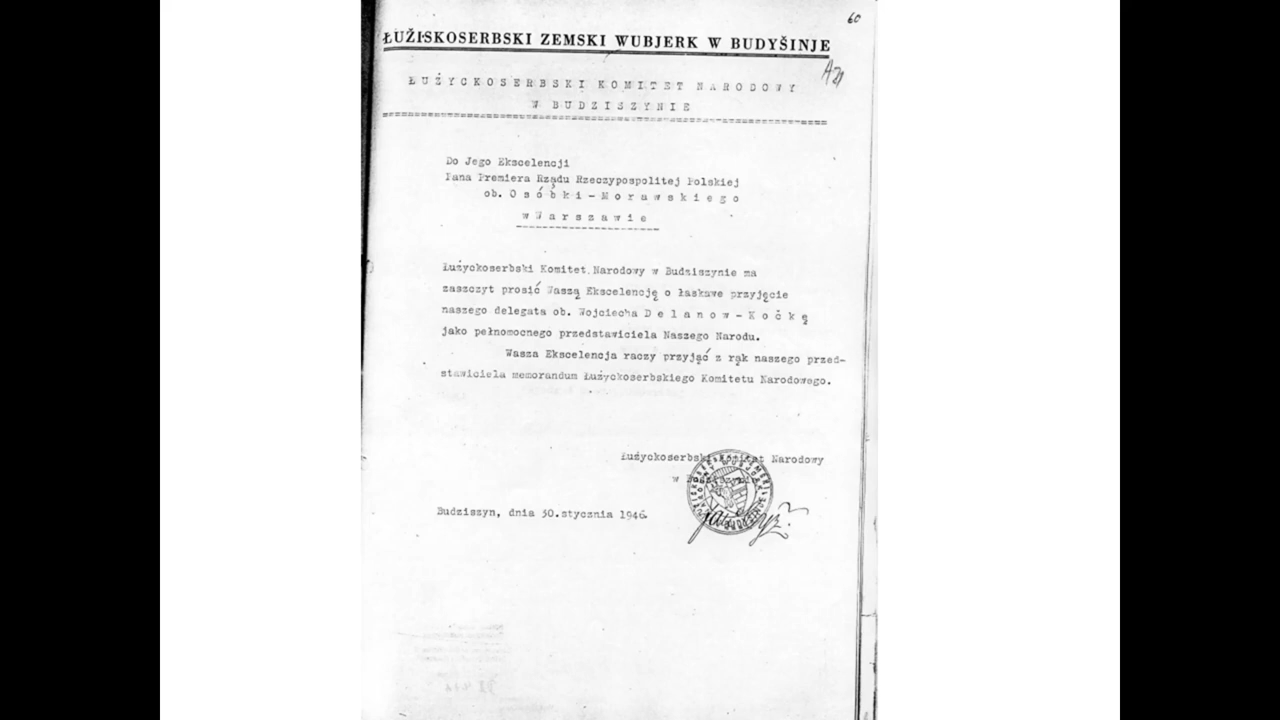 60
ŁUŽISKOSERBSKI ZEMSKI WUBJERK W BUDYŠINJE
ŁUŻYCKOSERBSKI KOMITET NARODOWY
W BUDZISZYNIE
Do Jego Ekscelencji
Pana Premiera Rządu Rzeczypospolitej Polskiej
ob. Osóbki-Morawskiego
w Warszawie
Łużyckoserbski Komitet Narodowy w Budziszynie ma
zaszczyt prosić Waszą Ekscelencję o łaskawe przyjęcie
naszego delegata ob. Wojciecha Delanow-Kočkę
jako pełnomocnego przedstawiciela Naszego Narodu.
Wasza Ekscelencja raczy przyjąć z rąk naszego przed-
stawiciela memorandum Łużyckoserbskiego Komitetu Narodowego.
Łużyckoserbski Komitet Narodowy
w Budziszynie
Budziszyn, dnia 30.stycznia 1946.